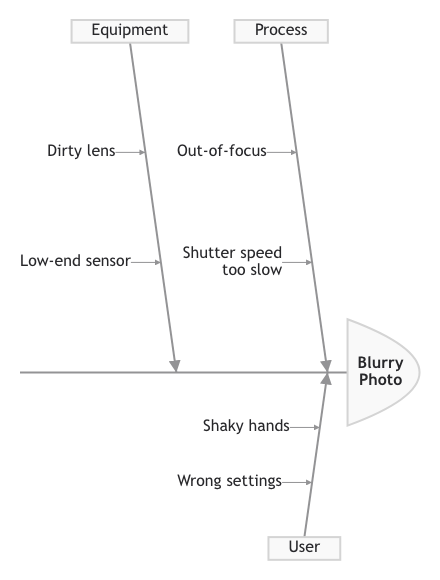 Equipment
Process
Dirty lens
Out-of-focus
Low-end sensor
Shutter speed
too slow
Blurry
Photo
Shaky hands
Wrong settings
User